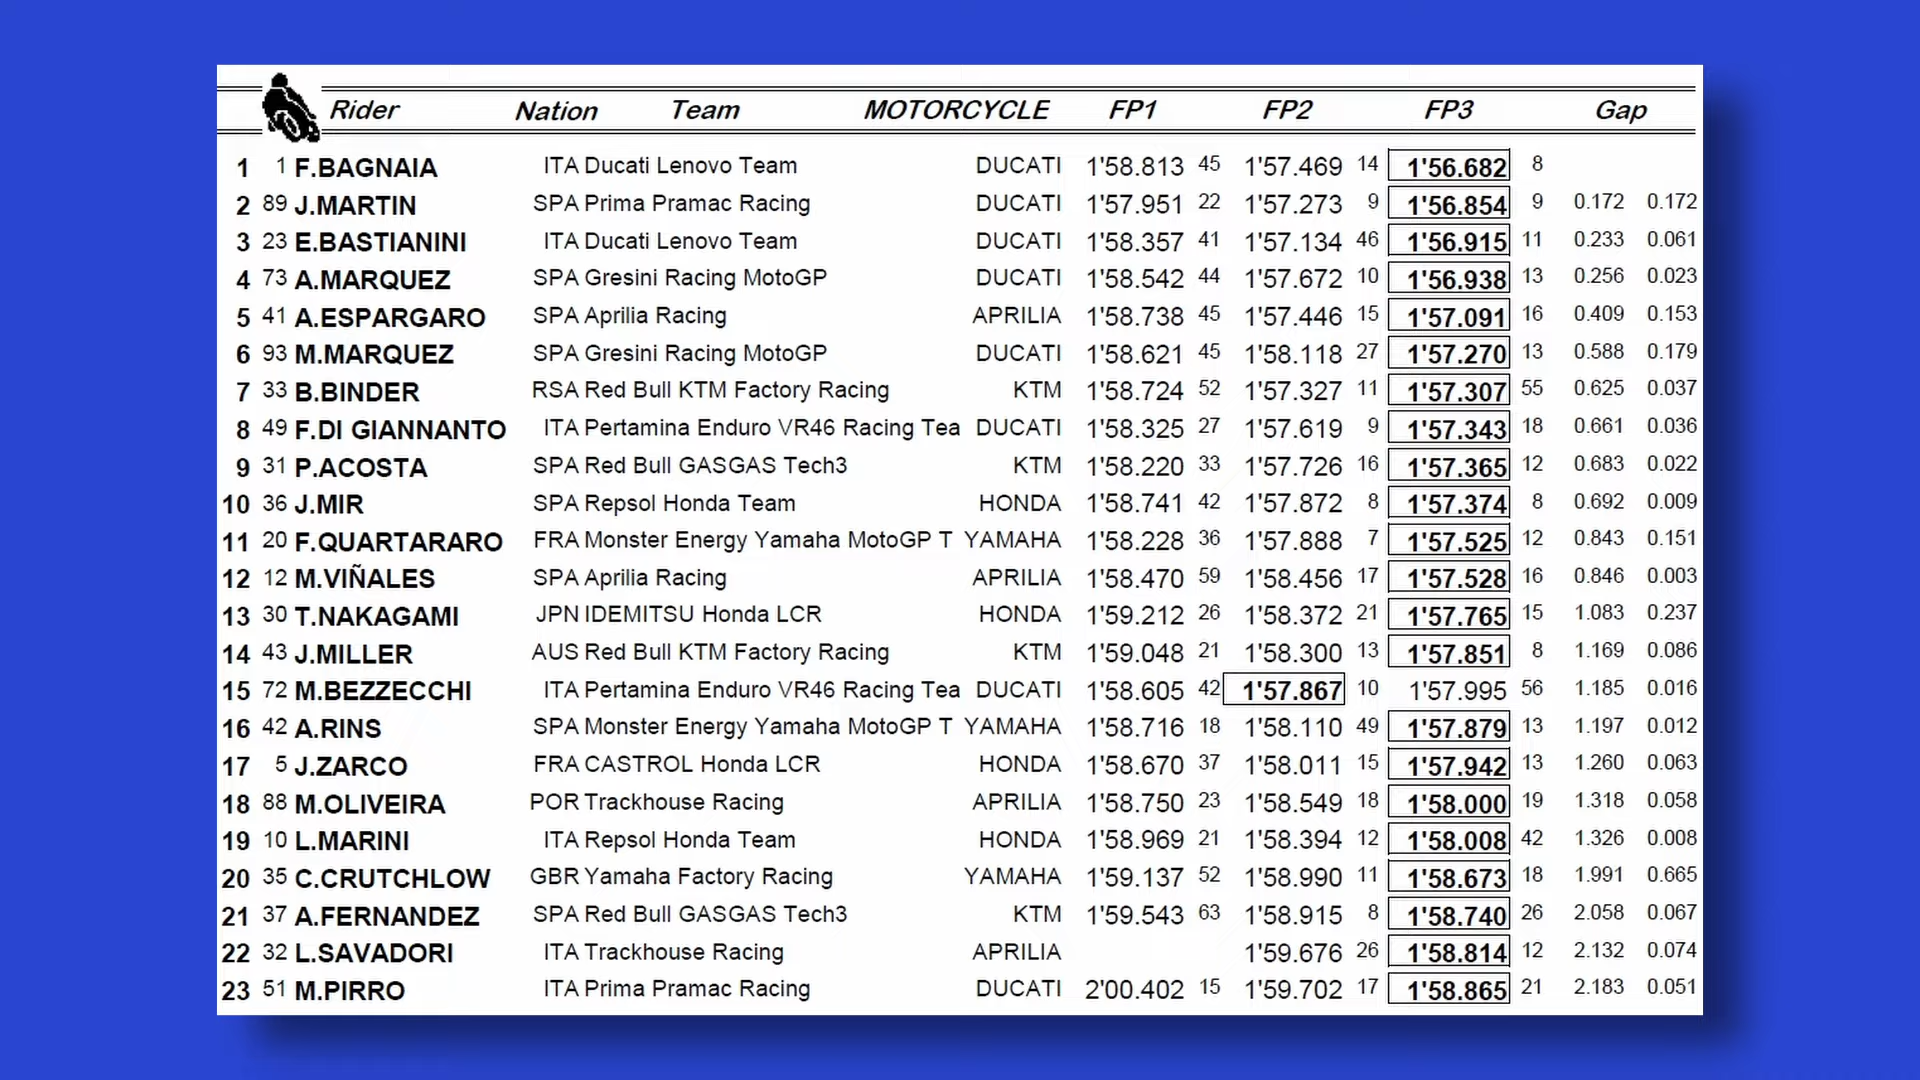 Rider Nation Team MOTORCYCLE FP1 FP2 FP3 Gap
1 1 F.BAGNAIA ITA Ducati Lenovo Team DUCATI 1'58.813 45 1'57.469 14 1'56.682 8
2 89 J.MARTIN SPA Prima Pramac Racing DUCATI 1'57.951 22 1'57.273 9 1'56.854 9 0.172 0.172
3 23 E.BASTIANINI ITA Ducati Lenovo Team DUCATI 1'58.357 41 1'57.134 46 1'56.915 11 0.233 0.061
4 73 A.MARQUEZ SPA Gresini Racing MotoGP DUCATI 1'58.542 44 1'57.672 10 1'56.938 13 0.256 0.023
5 41 A.ESPARGARO SPA Aprilia Racing APRILIA 1'58.738 45 1'57.446 15 1'57.091 16 0.409 0.153
6 93 M.MARQUEZ SPA Gresini Racing MotoGP DUCATI 1'58.621 45 1'58.118 27 1'57.270 13 0.588 0.179
7 33 B.BINDER RSA Red Bull KTM Factory Racing KTM 1'58.724 52 1'57.327 11 1'57.307 55 0.625 0.037
8 49 F.DI GIANNANTO ITA Pertamina Enduro VR46 Racing Tea DUCATI 1'58.325 27 1'57.619 9 1'57.343 18 0.661 0.036
9 31 P.ACOSTA SPA Red Bull GASGAS Tech3 KTM 1'58.220 33 1'57.726 16 1'57.365 12 0.683 0.022
10 36 J.MIR SPA Repsol Honda Team HONDA 1'58.741 42 1'57.872 8 1'57.374 8 0.692 0.009
11 20 F.QUARTARARO FRA Monster Energy Yamaha MotoGP T YAMAHA 1'58.228 36 1'57.888 7 1'57.525 12 0.843 0.151
12 12 M.VIÑALES SPA Aprilia Racing APRILIA 1'58.470 59 1'58.456 17 1'57.528 16 0.846 0.003
13 30 T.NAKAGAMI JPN IDEMITSU Honda LCR HONDA 1'59.212 26 1'58.372 21 1'57.765 15 1.083 0.237
14 43 J.MILLER AUS Red Bull KTM Factory Racing KTM 1'59.048 21 1'58.300 13 1'57.851 8 1.169 0.086
15 72 M.BEZZECCHI ITA Pertamina Enduro VR46 Racing Tea DUCATI 1'58.605 42 1'57.867 10 1'57.995 56 1.185 0.016
16 42 A.RINS SPA Monster Energy Yamaha MotoGP T YAMAHA 1'58.716 18 1'58.110 49 1'57.879 13 1.197 0.012
17 5 J.ZARCO FRA CASTROL Honda LCR HONDA 1'58.670 37 1'58.011 15 1'57.942 13 1.260 0.063
18 88 M.OLIVEIRA POR Trackhouse Racing APRILIA 1'58.750 23 1'58.549 18 1'58.000 19 1.318 0.058
19 10 L.MARINI ITA Repsol Honda Team HONDA 1'58.969 21 1'58.394 12 1'58.008 42 1.326 0.008
20 35 C.CRUTCHLOW GBR Yamaha Factory Racing YAMAHA 1'59.137 52 1'58.990 11 1'58.673 18 1.991 0.665
21 37 A.FERNANDEZ SPA Red Bull GASGAS Tech3 KTM 1'59.543 63 1'58.915 8 1'58.740 26 2.058 0.067
22 32 L.SAVADORI ITA Trackhouse Racing APRILIA 1'59.676 26 1'58.814 12 2.132 0.074
23 51 M.PIRRO ITA Prima Pramac Racing DUCATI 2'00.402 15 1'59.702 17 1'58.865 21 2.183 0.051